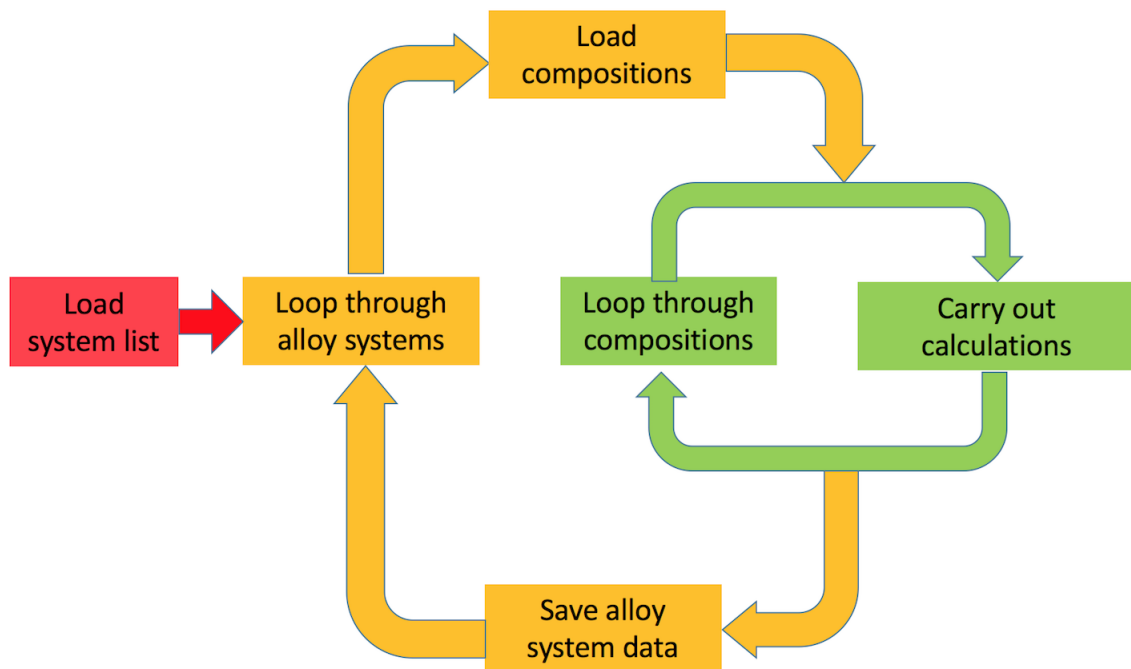 Load
compositions
Load
system list
Loop through
alloy systems
Loop through
compositions
Carry out
calculations
Save alloy
system data